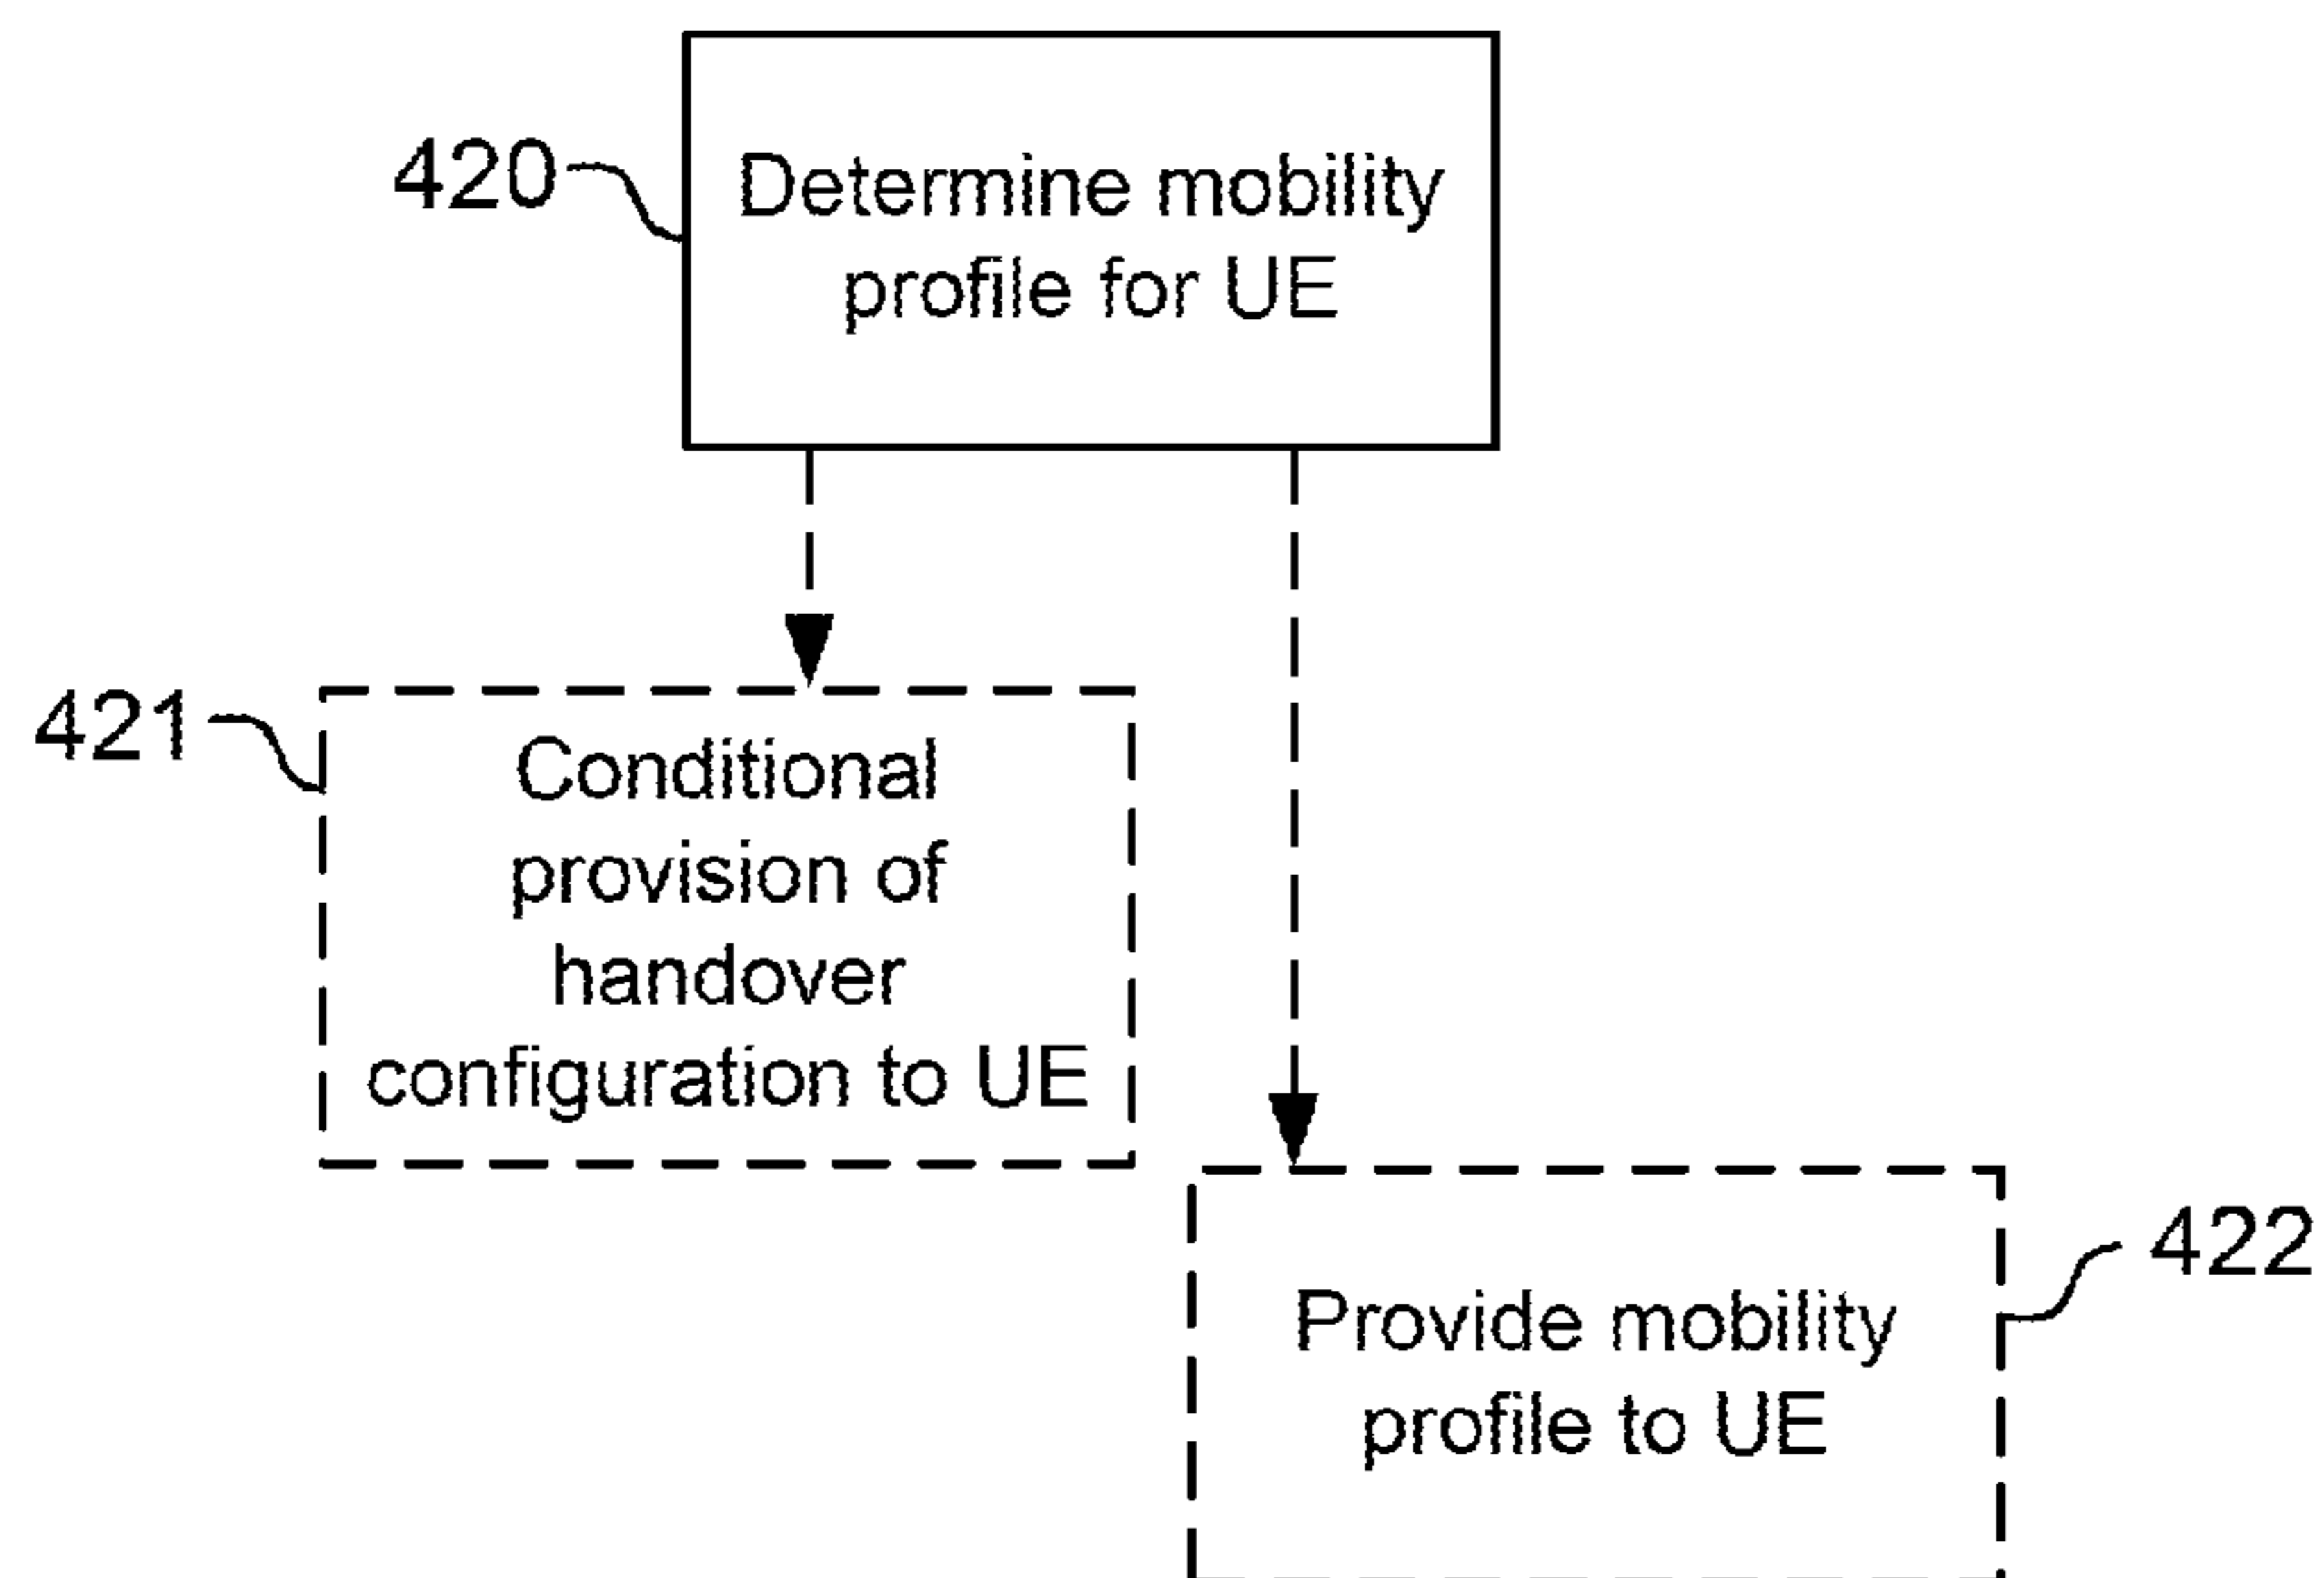 420
Determine mobility
profile for UE
421
Conditional
provision of
handover
configuration to UE
422
Provide mobility
profile to UE